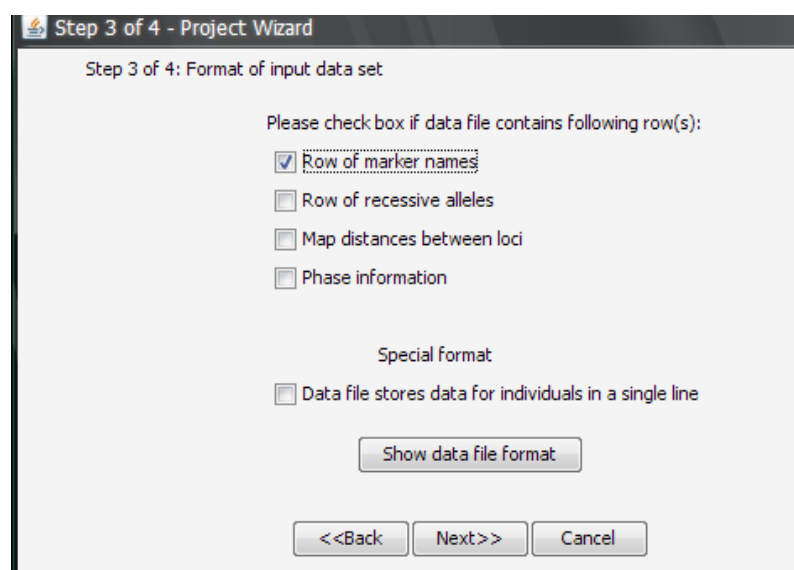 Step 3 of 4 - Project Wizard
Step 3 of 4: Format of input data set
Please check box if data file contains following row(s):
Row of marker names
Row of recessive alleles
Map distances between loci
Phase information
Special format
Data file stores data for individuals in a single line
Show data file format
<<Back Next>> Cancel